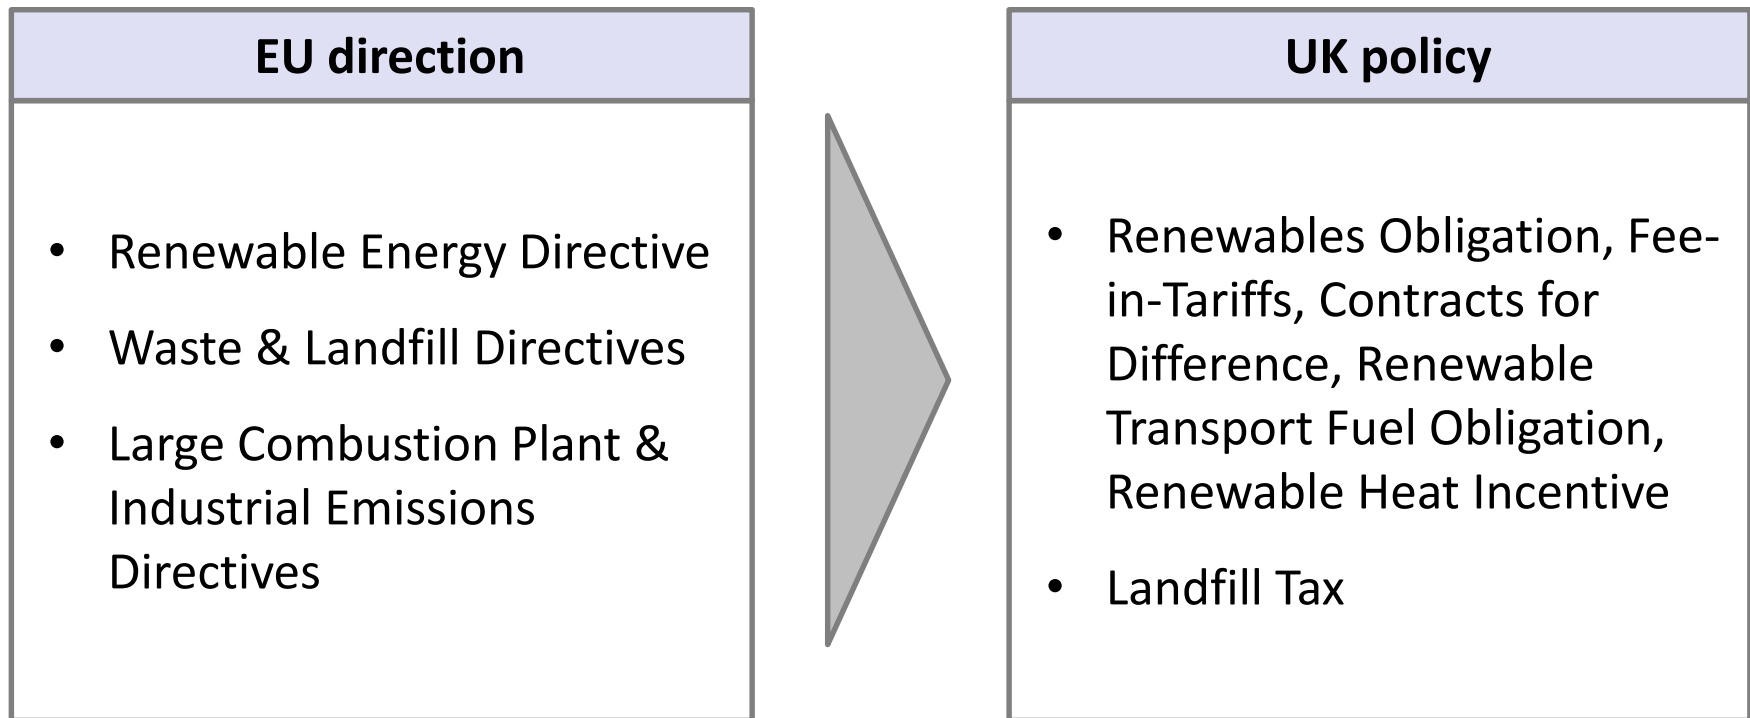 EU direction
• Renewable Energy Directive
• Waste & Landfill Directives
• Large Combustion Plant &
Industrial Emissions
Directives
UK policy
• Renewables Obligation, Fee-
in-Tariffs, Contracts for
Difference, Renewable
Transport Fuel Obligation,
Renewable Heat Incentive
• Landfill Tax